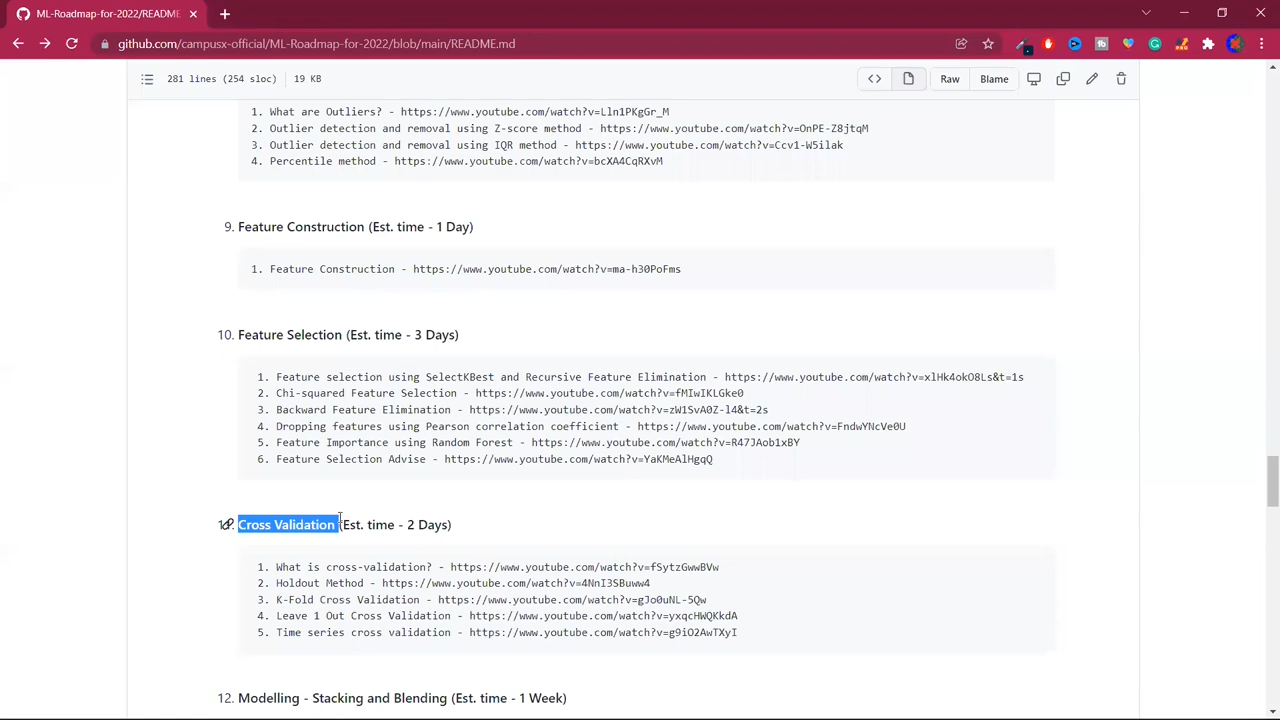 ML-Roadmap-for-2022/README
github.com/campusx-official/ML-Roadmap-for-2022/blob/main/README.md
281 lines (254 sloc) 19 KB
Raw
Blame
1. What are Outliers? - https://www.youtube.com/watch?v=Lln1PKgGr_M
2. Outlier detection and removal using Z-score method - https://www.youtube.com/watch?v=OnPE-Z8jtqM
3. Outlier detection and removal using IQR method - https://www.youtube.com/watch?v=Ccv1-W5ilak
4. Percentile method - https://www.youtube.com/watch?v=bcXA4CqRXvM
9. Feature Construction (Est. time - 1 Day)
1. Feature Construction - https://www.youtube.com/watch?v=ma-h30PoFms
10. Feature Selection (Est. time - 3 Days)
1. Feature selection using SelectKBest and Recursive Feature Elimination - https://www.youtube.com/watch?v=xlHk4okO8Ls&t=1s
2. Chi-squared Feature Selection - https://www.youtube.com/watch?v=fMIwIKLGke0
3. Backward Feature Elimination - https://www.youtube.com/watch?v=zW1SvA0Z-l4&t=2s
4. Dropping features using Pearson correlation coefficient - https://www.youtube.com/watch?v=FndwYNcVe0U
5. Feature Importance using Random Forest - https://www.youtube.com/watch?v=R47JAob1xBY
6. Feature Selection Advise - https://www.youtube.com/watch?v=YaKMeAlHgqQ
Cross Validation (Est. time - 2 Days)
1. What is cross-validation? - https://www.youtube.com/watch?v=fSytzGwwBVw
2. Holdout Method - https://www.youtube.com/watch?v=4NnI3SBuww4
3. K-Fold Cross Validation - https://www.youtube.com/watch?v=gJo0uNL-5Qw
4. Leave 1 Out Cross Validation - https://www.youtube.com/watch?v=yxqcHWQKkdA
5. Time series cross validation - https://www.youtube.com/watch?v=g9iO2AwTXyI
12. Modelling - Stacking and Blending (Est. time - 1 Week)